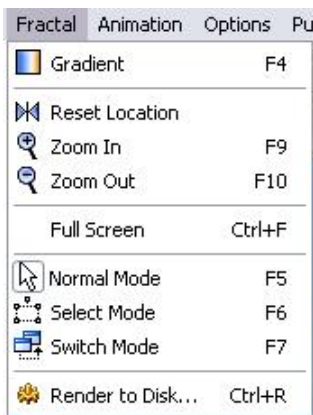 Fractal Animation Options Pu
Gradient F4
Reset Location
Zoom In F9
Zoom Out F10
Full Screen Ctrl+F
Normal Mode F5
Select Mode F6
Switch Mode F7
Render to Disk... Ctrl+R